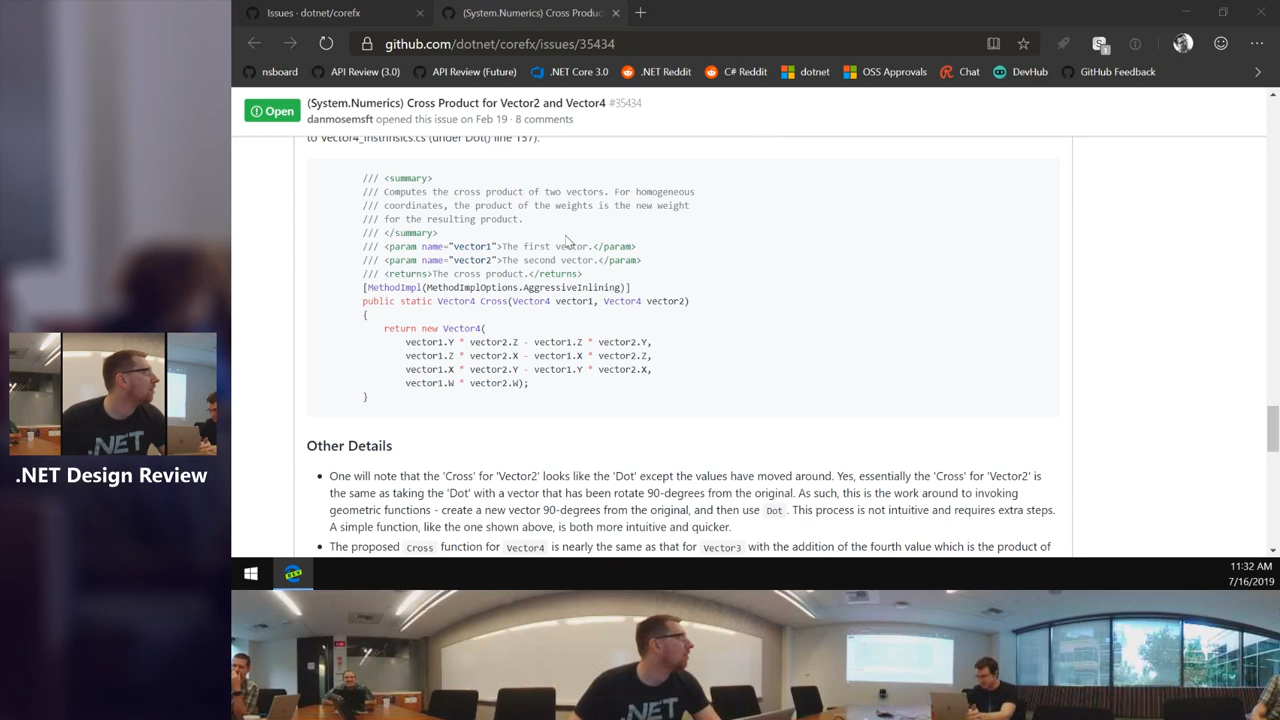 Issues · dotnet/corefx
(System.Numerics) Cross Produc
github.com/dotnet/corefx/issues/35434
1
nsboard
API Review (3.0)
API Review (Future)
.NET Core 3.0
.NET Reddit
C# Reddit
dotnet
OSS Approvals
Chat
DevHub
GitHub Feedback
Open
(System.Numerics) Cross Product for Vector2 and Vector4 #35434
danmosemsft opened this issue on Feb 19 · 8 comments
to Vector4_Instrinsics.cs (under Dot() line 157).
/// <summary>
/// Computes the cross product of two vectors. For homogeneous
/// coordinates, the product of the weights is the new weight
/// for the resulting product.
/// </summary>
/// <param name="vector1">The first vector.</param>
/// <param name="vector2">The second vector.</param>
/// <returns>The cross product.</returns>
[MethodImpl(MethodImplOptions.AggressiveInlining)]
public static Vector4 Cross(Vector4 vector1, Vector4 vector2)
{
return new Vector4(
vector1.Y * vector2.Z - vector1.Z * vector2.Y,
vector1.Z * vector2.X - vector1.X * vector2.Z,
vector1.X * vector2.Y - vector1.Y * vector2.X,
vector1.W * vector2.W);
}
Other Details
One will note that the 'Cross' for 'Vector2' looks like the 'Dot' except the values have moved around. Yes, essentially the 'Cross' for 'Vector2' is
the same as taking the 'Dot' with a vector that has been rotate 90-degrees from the original. As such, this is the work around to invoking
geometric functions - create a new vector 90-degrees from the original, and then use Dot. This process is not intuitive and requires extra steps.
A simple function, like the one shown above, is both more intuitive and quicker.
The proposed Cross function for Vector4 is nearly the same as that for Vector3 with the addition of the fourth value which is the product of
.NET
.NET Design Review
11:32 AM
7/16/2019
.NET